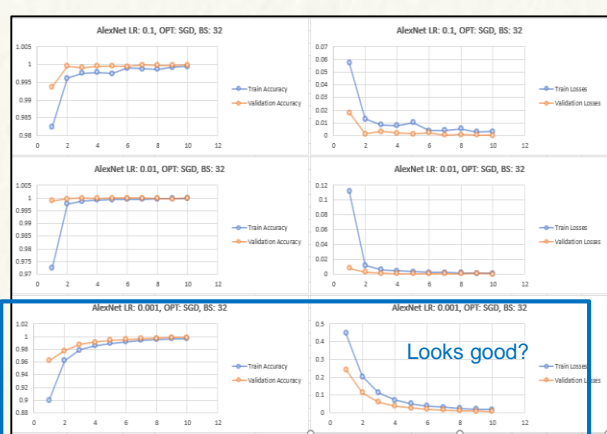 AlexNet LR: 0.1, OPT: SGD, BS: 32
1.005
1
0.995
0.99
0.985
0.98
0 2 4 6 8 10 12
Train Accuracy
Validation Accuracy
AlexNet LR: 0.1, OPT: SGD, BS: 32
0.07
0.06
0.05
0.04
0.03
0.02
0.01
0
0 2 4 6 8 10 12
Train Losses
Validation Losses
AlexNet LR: 0.01, OPT: SGD, BS: 32
1.005
1
0.995
0.99
0.985
0.98
0.975
0.97
0 2 4 6 8 10 12
Train Accuracy
Validation Accuracy
AlexNet LR: 0.01, OPT: SGD, BS: 32
0.12
0.1
0.08
0.06
0.04
0.02
0
0 2 4 6 8 10 12
Train Losses
Validation Losses
AlexNet LR: 0.001, OPT: SGD, BS: 32
1.02
1
0.98
0.96
0.94
0.92
0.9
0.88
0 2 4 6 8 10 12
Train Accuracy
Validation Accuracy
AlexNet LR: 0.001, OPT: SGD, BS: 32
0.5
0.4
0.3
0.2
0.1
0
0 2 4 6 8 10 12
Looks good?
Train Losses
Validation Losses